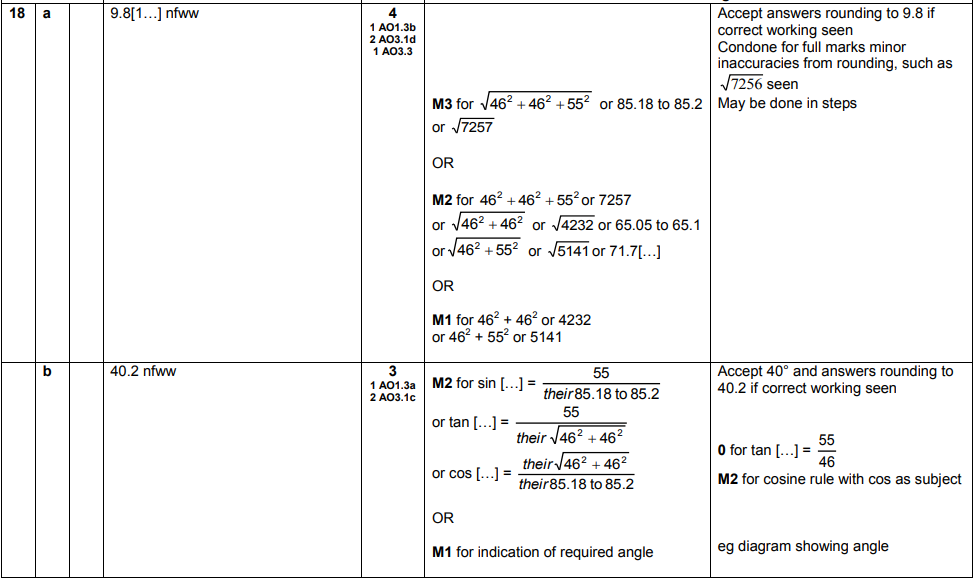 18 a 9.8[1…] nfww 4 Accept answers rounding to 9.8 if
1 AO1.3b correct working seen
2 AO3.1d Condone for full marks minor
1 AO3.3 inaccuracies from rounding, such as
√7256 seen
M3 for √(46² + 46² + 55²) or 85.18 to 85.2 May be done in steps
or √7257
OR
M2 for 46² + 46² + 55² or 7257
or √(46² + 46²) or √4232 or 65.05 to 65.1
or √(46² + 55²) or √5141 or 71.7[…]
OR
M1 for 46² + 46² or 4232
or 46² + 55² or 5141
b 40.2 nfww 3 Accept 40° and answers rounding to
1 AO1.3a 40.2 if correct working seen
2 AO3.1c
M2 for sin […] = 55 / their 85.18 to 85.2
or tan […] = 55 / their √(46² + 46²)
0 for tan […] = 55 / 46
or cos […] = their √(46² + 46²) / their 85.18 to 85.2
M2 for cosine rule with cos as subject
OR
M1 for indication of required angle eg diagram showing angle